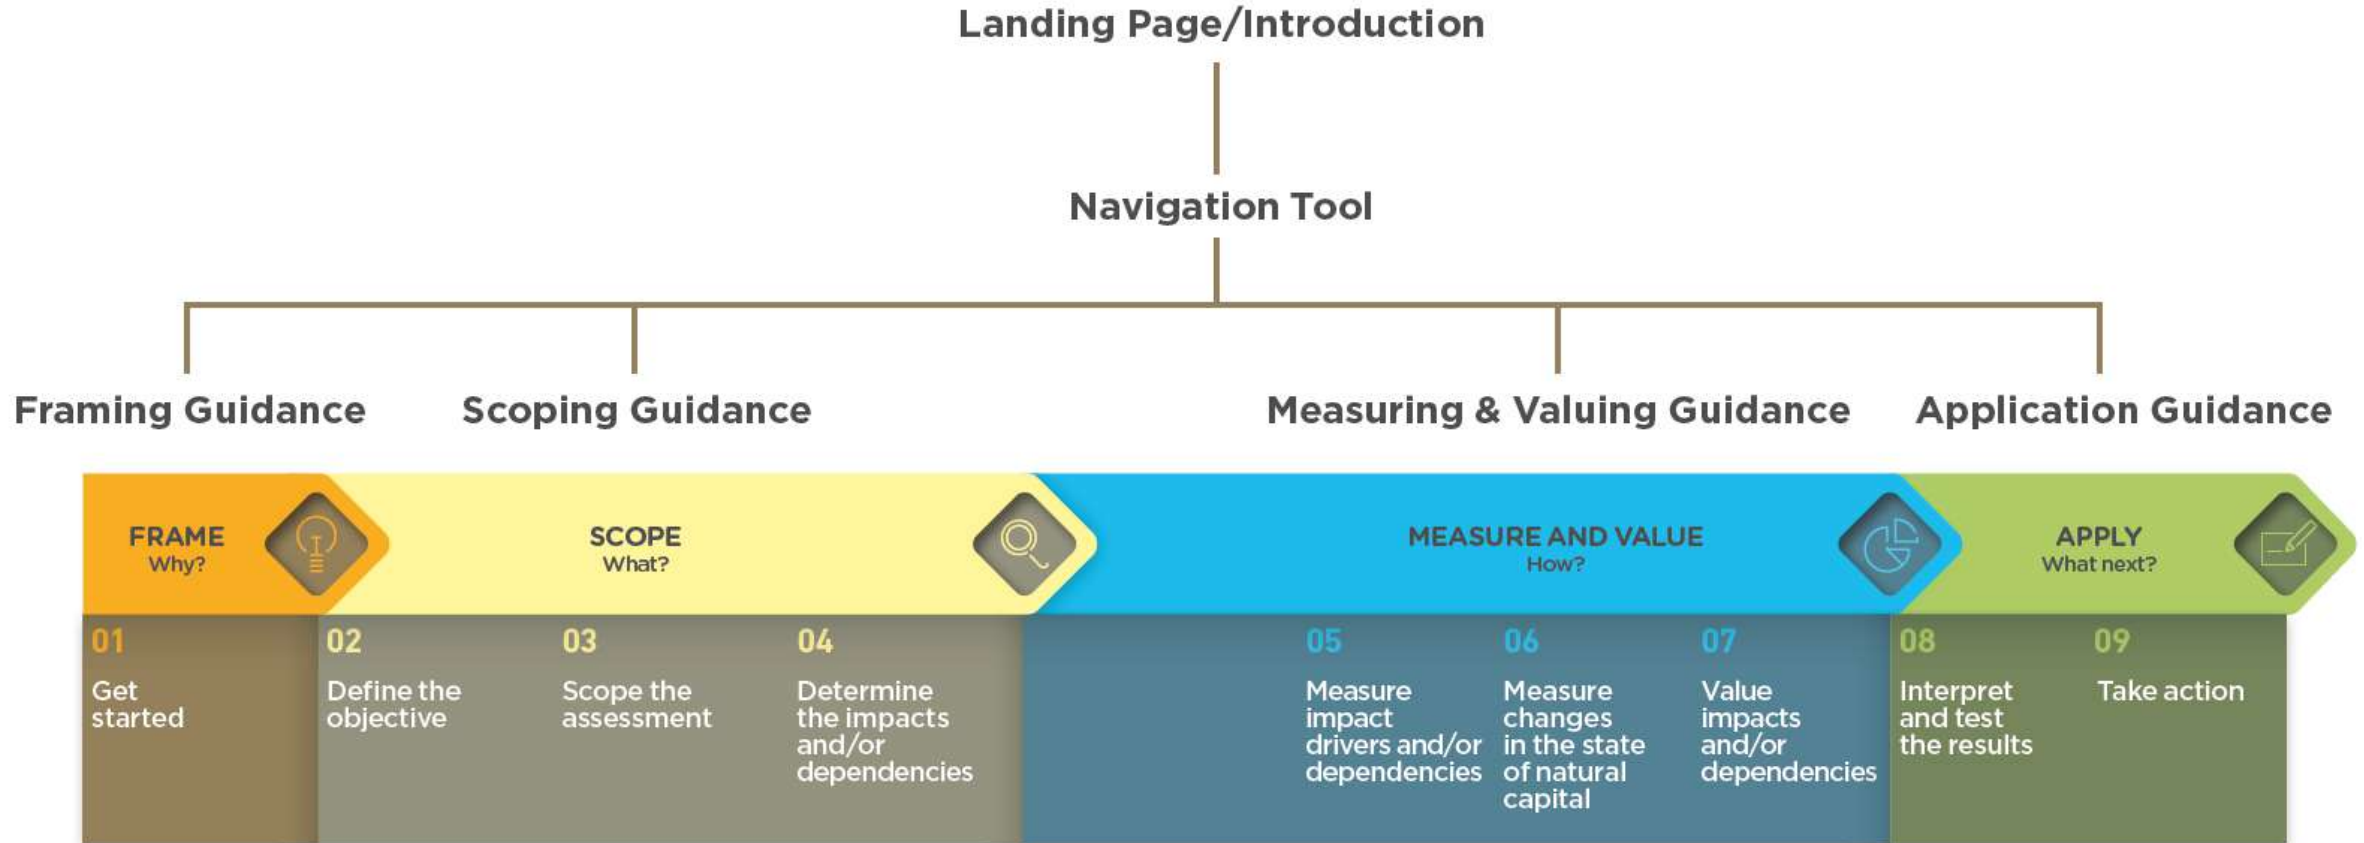 Landing Page/Introduction
Navigation Tool
Framing Guidance
Scoping Guidance
Measuring & Valuing Guidance
Application Guidance
FRAME
Why?
SCOPE
What?
MEASURE AND VALUE
How?
APPLY
What next?
01
Get
started
02
Define the
objective
03
Scope the
assessment
04
Determine
the impacts
and/or
dependencies
05
Measure
impact
drivers and/or
dependencies
06
Measure
changes
in the state
of natural
capital
07
Value
impacts
and/or
dependencies
08
Interpret
and test
the results
09
Take action